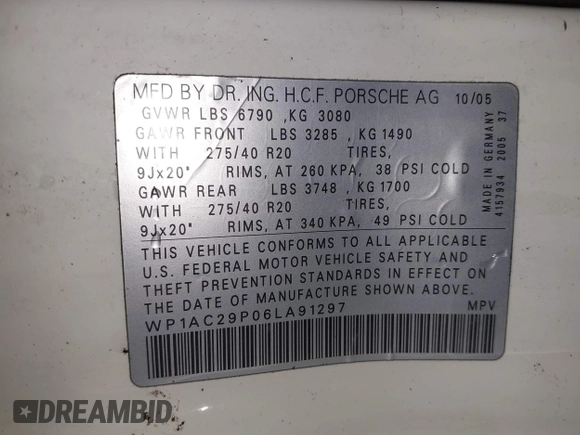 MFD BY DR. ING. H.C.F. PORSCHE AG 10/05
GVWR LBS 6790 ,KG 3080
GAWR FRONT LBS 3285 ,KG 1490
WITH 275/40 R20 TIRES,
9Jx20" RIMS, AT 260 KPA, 38 PSI COLD
GAWR REAR LBS 3748 ,KG 1700
WITH 275/40 R20 TIRES,
9Jx20" RIMS, AT 340 KPA, 49 PSI COLD
THIS VEHICLE CONFORMS TO ALL APPLICABLE
U.S. FEDERAL MOTOR VEHICLE SAFETY AND
THEFT PREVENTION STANDARDS IN EFFECT ON
THE DATE OF MANUFACTURE SHOWN ABOVE.
WP1AC29P06LA91297 MPV
MADE IN GERMANY
4157934 2005 37
DREAMBID